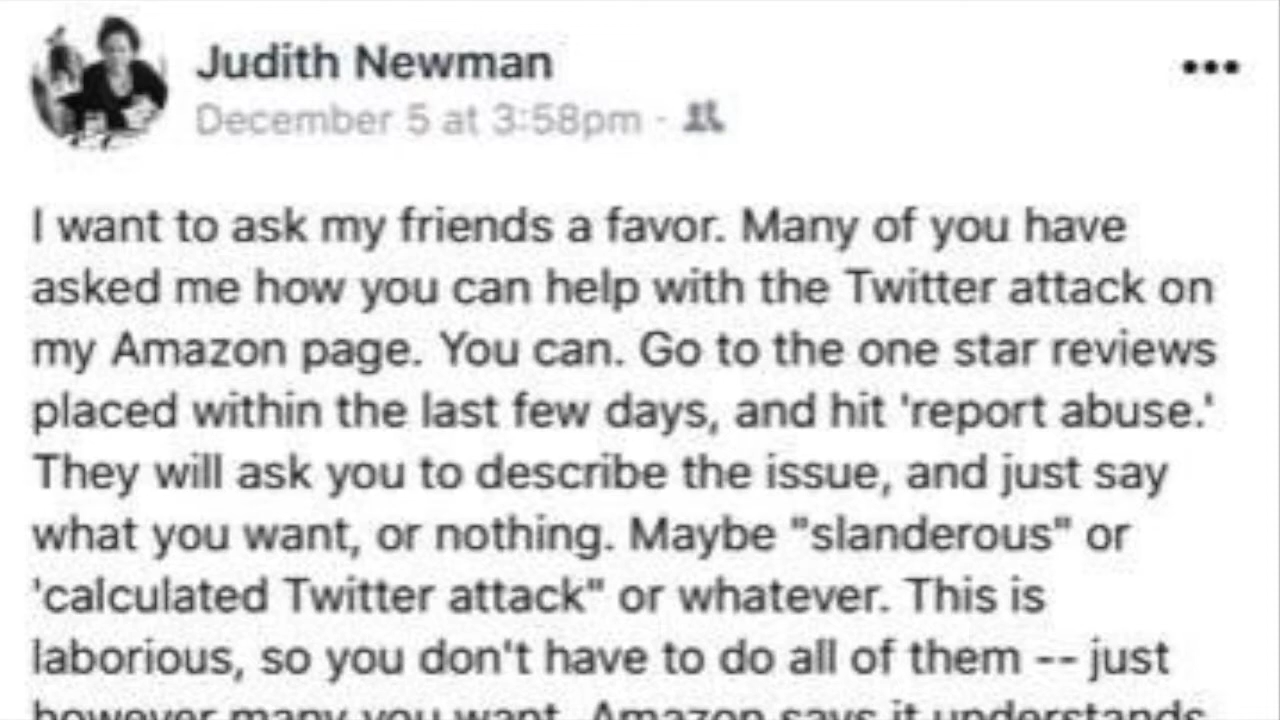 Judith Newman
December 5 at 3:58pm ·
I want to ask my friends a favor. Many of you have
asked me how you can help with the Twitter attack on
my Amazon page. You can. Go to the one star reviews
placed within the last few days, and hit 'report abuse.'
They will ask you to describe the issue, and just say
what you want, or nothing. Maybe "slanderous" or
'calculated Twitter attack" or whatever. This is
laborious, so you don't have to do all of them -- just
however many you want. Amazon says it understands